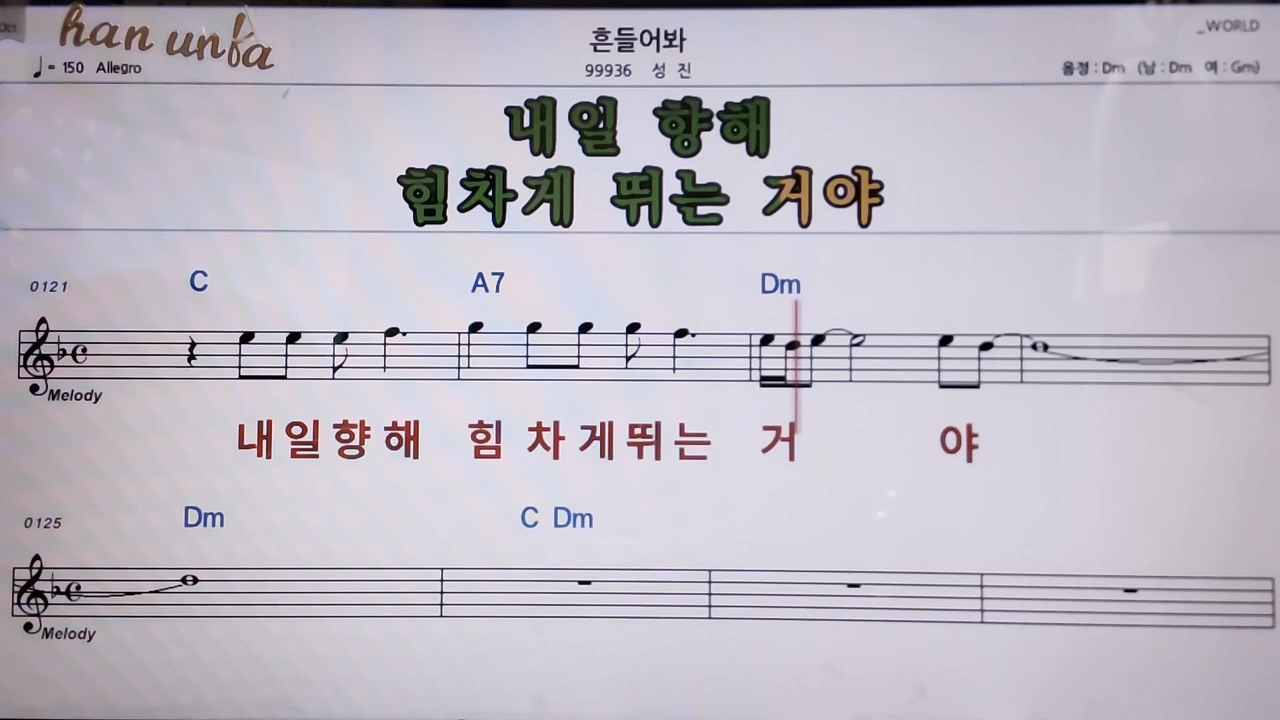 han unfa
흔들어봐
_WORLD
♩= 150 Allegro
99936 성 진
음정 : Dm (남 : Dm 여 : Gm)
내일 향해
힘차게 뛰는 거야
0121 C A7 Dm
Melody
내 일 향 해 힘 차 게 뛰 는 거 야
0125 Dm C Dm
Melody